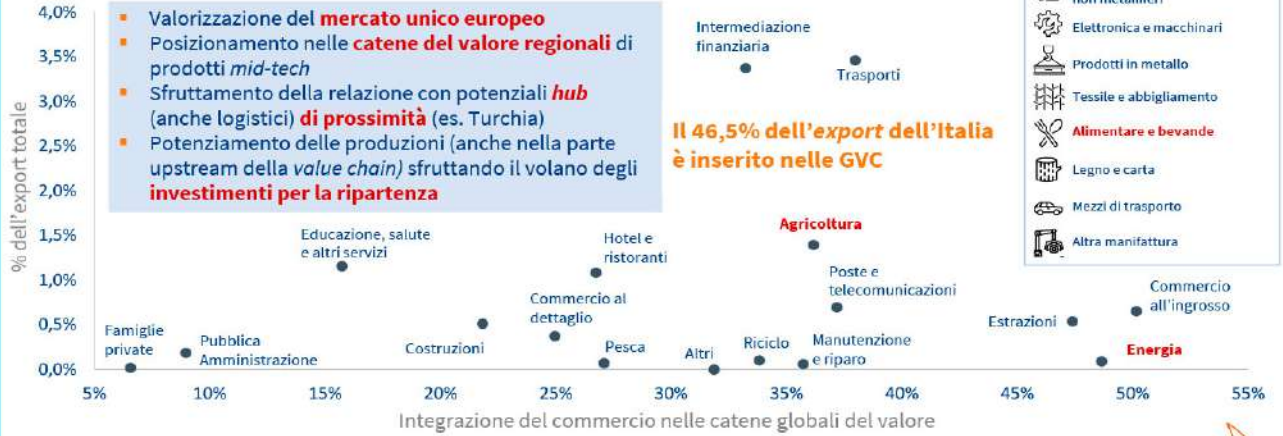 4,0%
3,5%
3,0%
2,5%
2,0%
1,5%
1,0%
0,5%
0,0%
% dell'export totale
▪ Valorizzazione del mercato unico europeo
▪ Posizionamento nelle catene del valore regionali di
prodotti mid-tech
▪ Sfruttamento della relazione con potenziali hub
(anche logistici) di prossimità (es. Turchia)
▪ Potenziamento delle produzioni (anche nella parte
upstream della value chain) sfruttando il volano degli
investimenti per la ripartenza
Intermediazione
finanziaria
Trasporti
Il 46,5% dell'export dell'Italia
è inserito nelle GVC
non metalliferi
Elettronica e macchinari
Prodotti in metallo
Tessile e abbigliamento
Alimentare e bevande
Legno e carta
Mezzi di trasporto
Altra manifattura
Educazione, salute
e altri servizi
Hotel e
ristoranti
Agricoltura
Poste e
telecomunicazioni
Commercio
all'ingrosso
Commercio al
dettaglio
Estrazioni
Famiglie
private
Pubblica
Amministrazione
Costruzioni
Pesca
Altri
Riciclo
Manutenzione
e riparo
Energia
5%
10%
15%
20%
25%
30%
35%
40%
45%
50%
55%
Integrazione del commercio nelle catene globali del valore